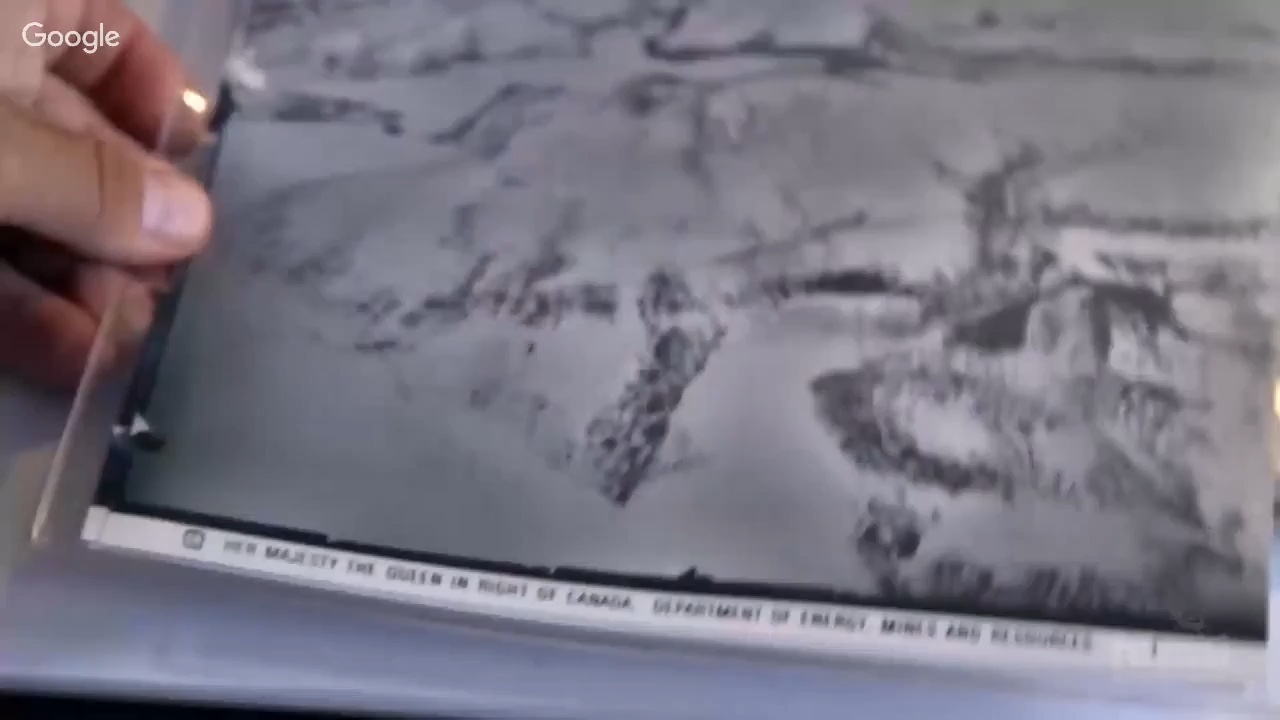 Google
© HER MAJESTY THE QUEEN IN RIGHT OF CANADA, DEPARTMENT OF ENERGY, MINES AND RESOURCES